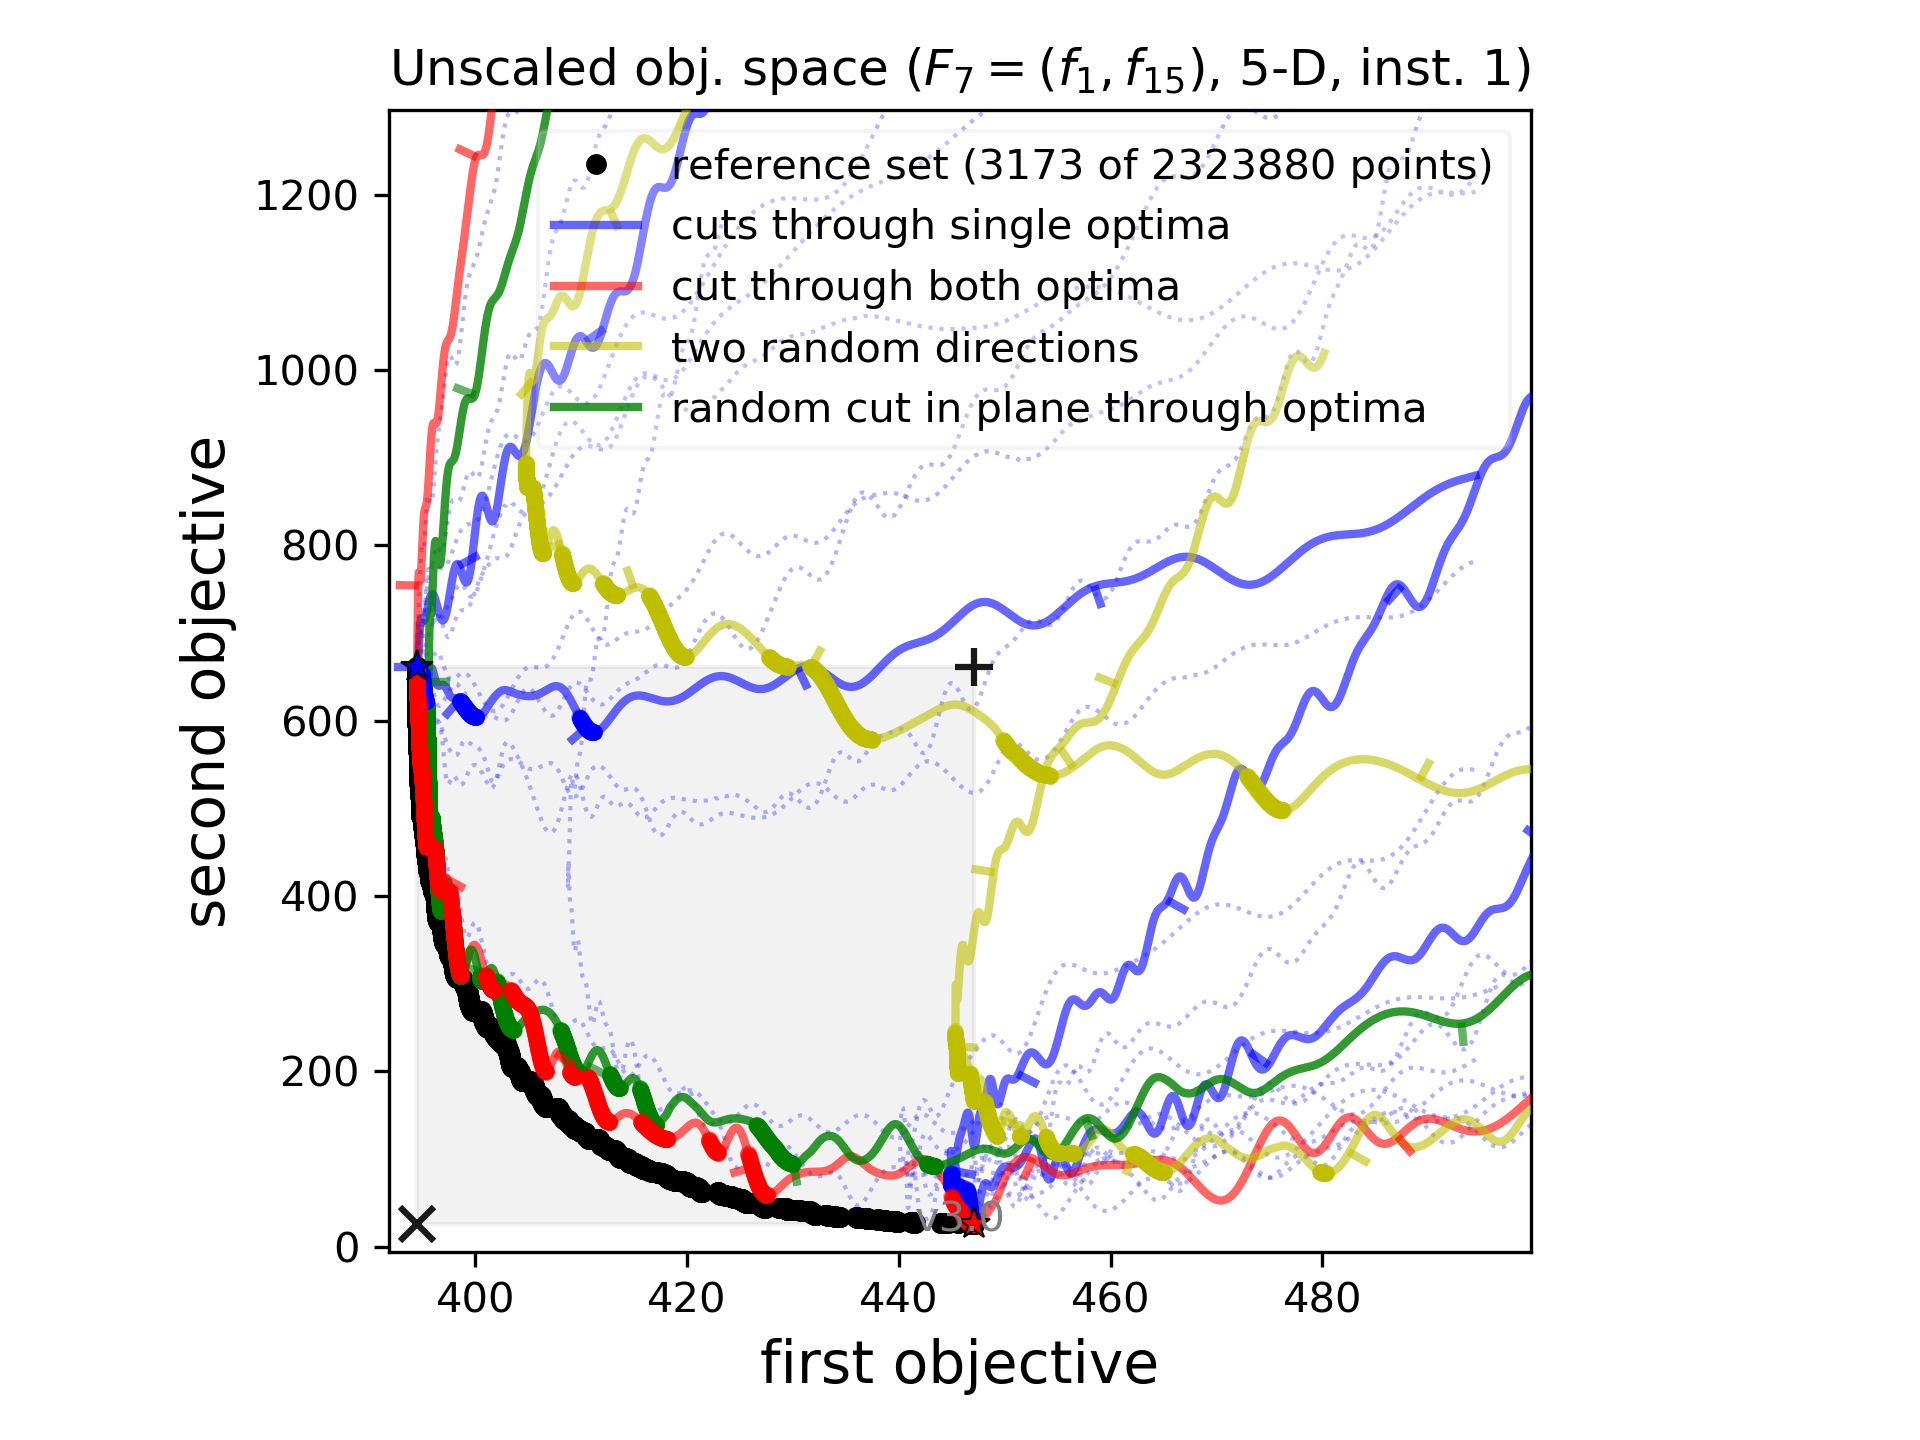 Unscaled obj. space (F₇ = (f₁, f₁₅), 5-D, inst. 1)
reference set (3173 of 2323880 points)
cuts through single optima
cut through both optima
two random directions
random cut in plane through optima
second objective
1200
1000
800
600
400
200
0
v3.0
400 420 440 460 480
first objective